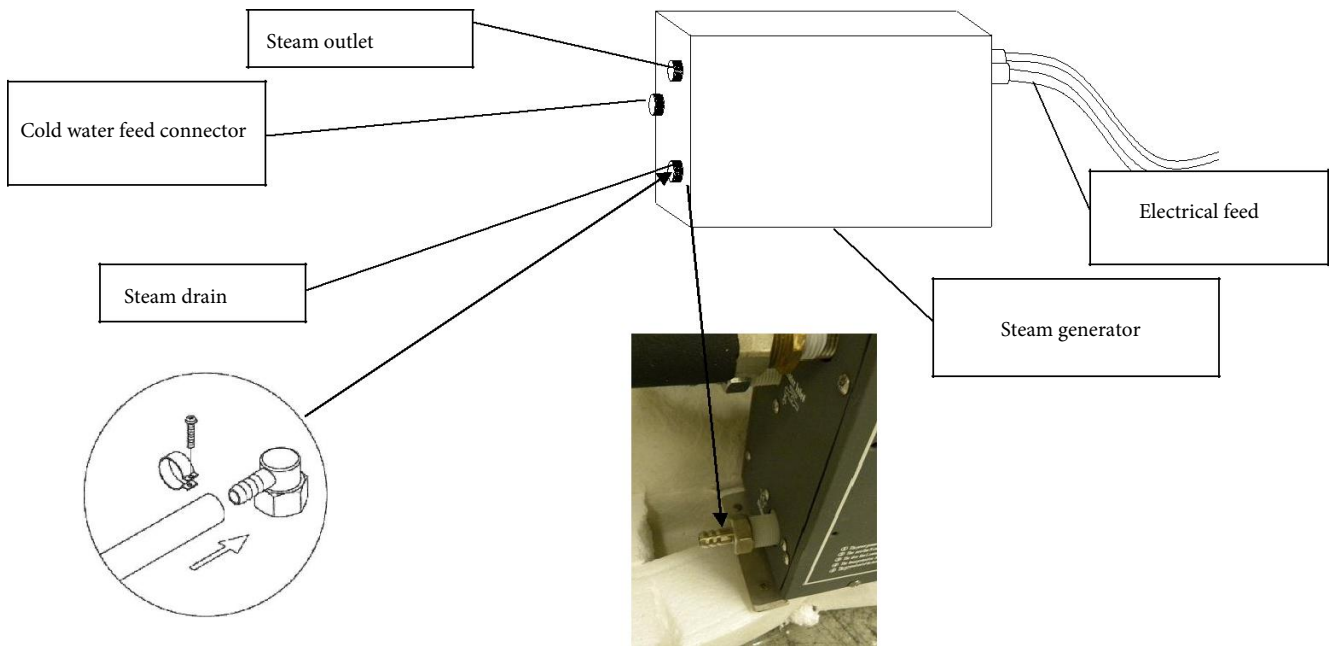 Steam outlet
Cold water feed connector
Electrical feed
Steam drain
Steam generator